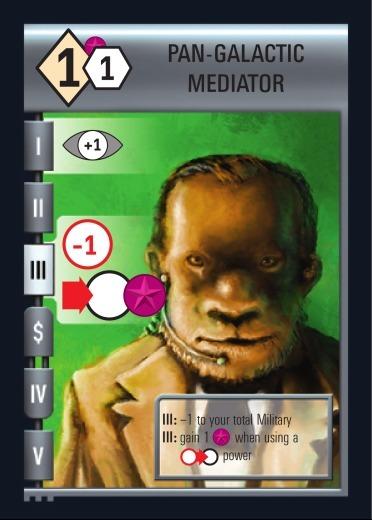 1 1
PAN-GALACTIC
MEDIATOR
I
+1
II
-1
III
$
IV
V
III: –1 to your total Military
III: gain 1 when using a
power